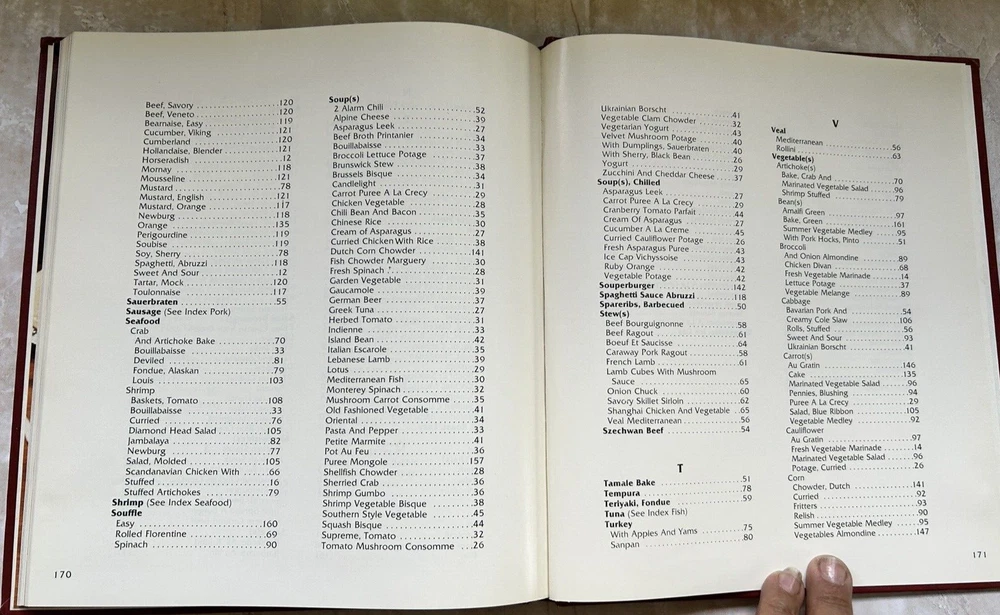 Beef, Savory ..........120
Beef, Veneto ..........120
Bearnaise, Easy ..........119
Cucumber, Viking ..........121
Cumberland ..........120
Hollandaise, Blender ..........121
Horseradish ..........12
Mornay ..........118
Mousseline ..........121
Mustard ..........78
Mustard, English ..........121
Mustard, Orange ..........117
Newburg ..........118
Orange ..........135
Perigourdine ..........119
Soubise ..........119
Soy, Sherry ..........78
Spaghetti, Abruzzi ..........118
Sweet And Sour ..........12
Tartar, Mock ..........120
Toulonnaise ..........117
Sauerbraten ..........55
Sausage (See Index Pork)
Seafood
Crab
And Artichoke Bake ..........70
Bouillabaisse ..........33
Deviled ..........81
Fondue, Alaskan ..........79
Louis ..........103
Shrimp
Baskets, Tomato ..........108
Bouillabaisse ..........33
Curried ..........76
Diamond Head Salad ..........105
Jambalaya ..........82
Newburg ..........77
Salad, Molded ..........105
Scandanavian Chicken With ..........66
Stuffed ..........16
Stuffed Artichokes ..........79
Shrimp (See Index Seafood)
Souffle
Easy ..........160
Rolled Florentine ..........69
Spinach ..........90
170
Soup(s)
2 Alarm Chili ..........52
Alpine Cheese ..........39
Asparagus Leek ..........27
Beef Broth Printanier ..........34
Bouillabaisse ..........33
Broccoli Lettuce Potage ..........37
Brunswick Stew ..........38
Brussels Bisque ..........34
Candlelight ..........31
Carrot Puree A La Crecy ..........29
Chicken Vegetable ..........28
Chili Bean And Bacon ..........35
Chinese Rice ..........34
Cream of Asparagus ..........27
Curried Chicken With Rice ..........38
Dutch Corn Chowder ..........141
Fish Chowder Marguery ..........30
Fresh Spinach ..........28
Garden Vegetable ..........31
Guacamole ..........39
German Beer ..........37
Greek Tuna ..........27
Herbed Tomato ..........31
Indienne ..........33
Island Bean ..........42
Italian Escarole ..........35
Lebanese Lamb ..........39
Lotus ..........29
Mediterranean Fish ..........30
Monterey Spinach ..........32
Mushroom Carrot Consomme ..........35
Old Fashioned Vegetable ..........41
Oriental ..........34
Pasta And Pepper ..........33
Petite Marmite ..........41
Pot Au Feu ..........36
Puree Mongole ..........157
Shellfish Chowder ..........28
Sherried Crab ..........36
Shrimp Gumbo ..........36
Shrimp Vegetable Bisque ..........38
Southern Style Vegetable ..........45
Squash Bisque ..........44
Supreme, Tomato ..........32
Tomato Mushroom Consomme ...26
Ukrainian Borscht ..........41
Vegetable Clam Chowder ..........32
Vegetarian Yogurt ..........43
Velvet Mushroom Potage ..........40
With Dumplings, Sauerbraten ..........40
With Sherry, Black Bean ..........26
Yogurt ..........29
Zucchini And Cheddar Cheese ..........37
Soup(s), Chilled
Asparagus Leek ..........27
Carrot Puree A La Crecy ..........29
Cranberry Tomato Parfait ..........44
Cream Of Asparagus ..........27
Cucumber A La Creme ..........45
Curried Cauliflower Potage ..........26
Fresh Asparagus Puree ..........43
Ice Cap Vichyssoise ..........43
Ruby Orange ..........42
Vegetable Potage ..........42
Souperburger ..........142
Spaghetti Sauce Abruzzi ..........118
Spareribs, Barbecued ..........50
Stew(s)
Beef Bourguignonne ..........58
Beef Ragout ..........61
Boeuf Et Saucisse ..........64
Caraway Pork Ragout ..........58
French Lamb ..........61
Lamb Cubes With Mushroom
Sauce ..........65
Onion Chuck ..........60
Savory Skillet Sirloin ..........62
Shanghai Chicken And Vegetable ..65
Veal Mediterranean ..........56
Szechwan Beef ..........54
T
Tamale Bake ..........51
Tempura ..........78
Teriyaki, Fondue ..........59
Tuna (See Index Fish)
Turkey
With Apples And Yams ..........75
Sanpan ..........80
V
Veal
Mediterranean ..........56
Rollini ..........63
Vegetable(s)
Artichoke(s)
Bake, Crab And ..........70
Marinated Vegetable Salad ..........96
Shrimp Stuffed ..........79
Bean(s)
Amalfi Green ..........97
Bake, Green ..........161
Summer Vegetable Medley ..........95
With Pork Hocks, Pinto ..........51
Broccoli
And Onion Almondine ..........89
Chicken Divan ..........68
Fresh Vegetable Marinade ..........14
Lettuce Potage ..........37
Vegetable Melange ..........89
Cabbage
Bavarian Pork And ..........54
Creamy Cole Slaw ..........106
Rolls, Stuffed ..........56
Sweet And Sour ..........93
Ukrainian Borscht ..........41
Carrot(s)
Au Gratin ..........146
Cake ..........135
Marinated Vegetable Salad ..........96
Pennies, Blushing ..........94
Puree A La Crecy ..........29
Salad, Blue Ribbon ..........105
Vegetable Medley ..........92
Cauliflower
Au Gratin ..........97
Fresh Vegetable Marinade ..........14
Marinated Vegetable Salad ..........96
Potage, Curried ..........26
Corn
Chowder, Dutch ..........141
Curried ..........92
Fritters ..........93
Relish ..........90
Summer Vegetable Medley ..........95
Vegetables Almondine ..........147
171